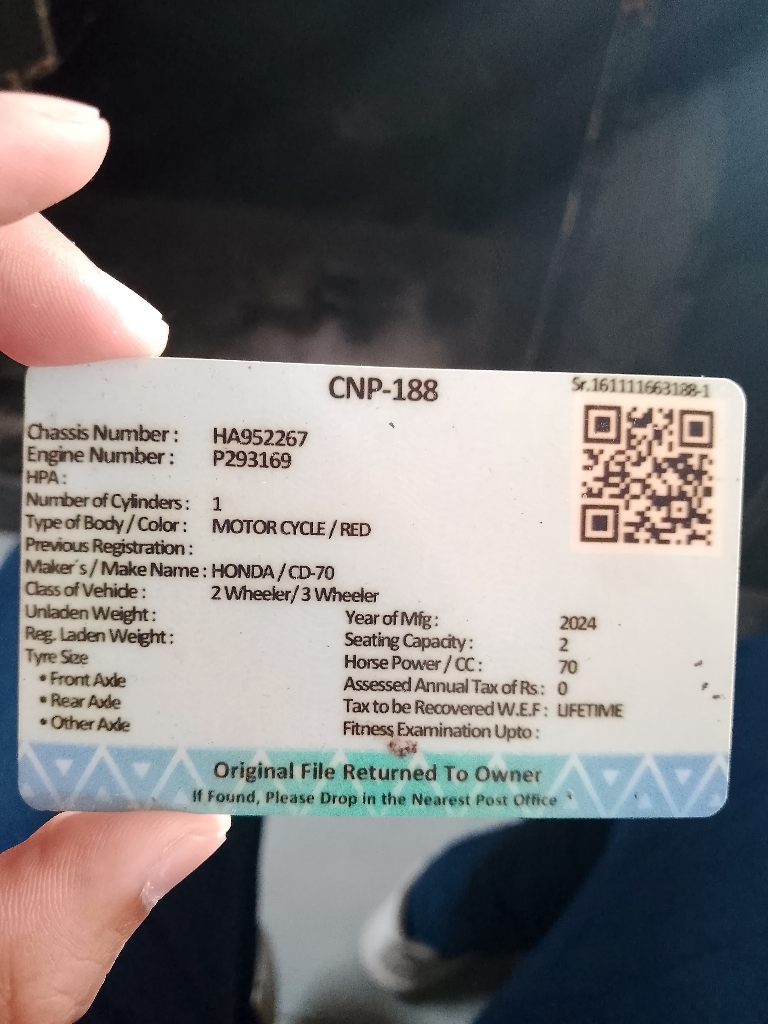 CNP-188
Sr.161111663188-1
Chassis Number : HA952267
Engine Number : P293169
HPA :
Number of Cylinders : 1
Type of Body / Color : MOTOR CYCLE / RED
Previous Registration :
Maker's / Make Name : HONDA / CD-70
Class of Vehicle : 2 Wheeler/ 3 Wheeler
Unladen Weight :
Reg. Laden Weight :
Tyre Size
• Front Axle
• Rear Axle
• Other Axle
Year of Mfg : 2024
Seating Capacity : 2
Horse Power / CC : 70
Assessed Annual Tax of Rs : 0
Tax to be Recovered W.E.F : LIFETIME
Fitness Examination Upto :
Original File Returned To Owner
If Found, Please Drop in the Nearest Post Office